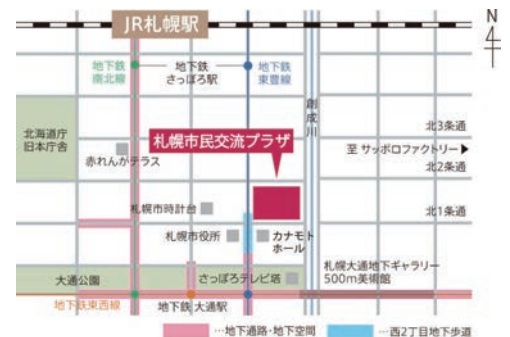 JR札幌駅
N
4
地下鉄
南北線
地下鉄
さっぽろ駅
地下鉄
東豊線
創成川
北海道庁
旧本庁舎
赤れんがテラス
札幌市民交流プラザ
北3条通
至 サッポロファクトリー▶
北2条通
札幌市時計台
北1条通
札幌市役所
カナモト
ホール
大通公園
さっぽろテレビ塔
札幌大通地下ギャラリー
500m美術館
地下鉄東西線
地下鉄 大通駅
…地下通路・地下空間
…西2丁目地下歩道